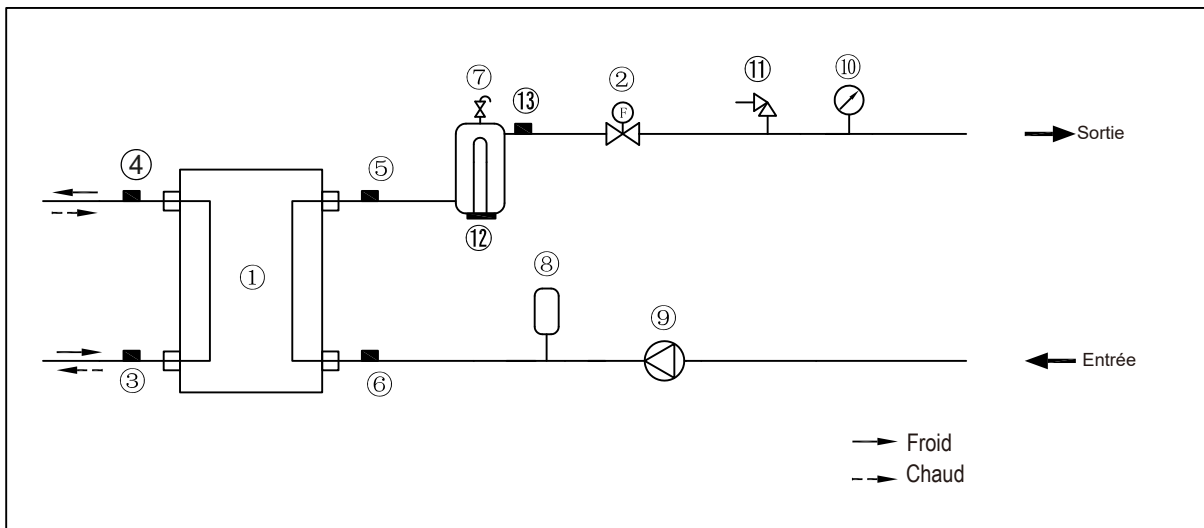 ⑦
⑬
②
⑪
⑩
F
Sortie
④
⑤
⑫
①
⑧
⑨
③
⑥
Entrée
Froid
Chaud